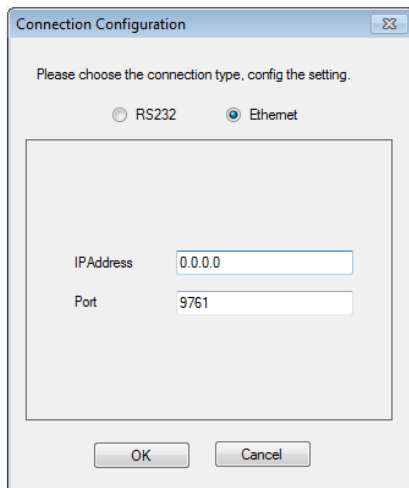 Connection Configuration
Please choose the connection type, config the setting.
RS232 Ethernet
IPAddress 0.0.0.0
Port 9761
OK Cancel